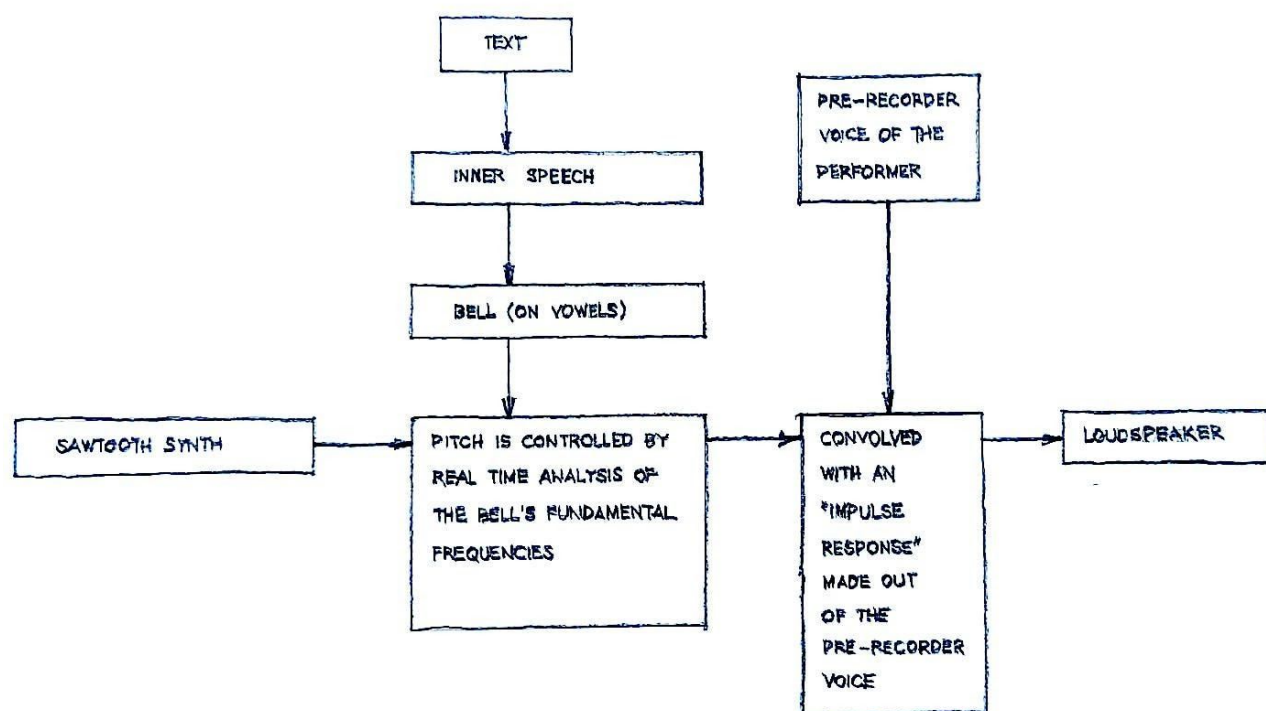 TEXT
PRE-RECORDER
VOICE OF THE
PERFORMER
INNER SPEECH
BELL (ON VOWELS)
SAWTOOTH SYNTH
PITCH IS CONTROLLED BY
REAL TIME ANALYSIS OF
THE BELL'S FUNDAMENTAL
FREQUENCIES
CONVOLVED
WITH AN
"IMPULSE
RESPONSE"
MADE OUT
OF THE
PRE-RECORDER
VOICE
LOUDSPEAKER